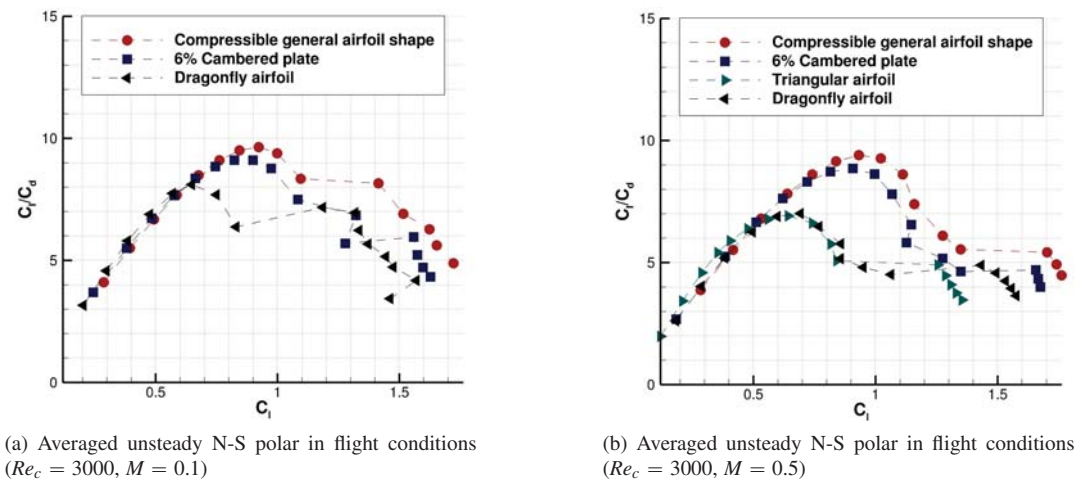 15
Compressible general airfoil shape
6% Cambered plate
Dragonfly airfoil
10
5
0
0.5
1
1.5
C_l/C_d
C_l
(a) Averaged unsteady N-S polar in flight conditions
(Re_c = 3000, M = 0.1)
15
Compressible general airfoil shape
6% Cambered plate
Triangular airfoil
Dragonfly airfoil
10
5
0
0.5
1
1.5
C_l/C_d
C_l
(b) Averaged unsteady N-S polar in flight conditions
(Re_c = 3000, M = 0.5)